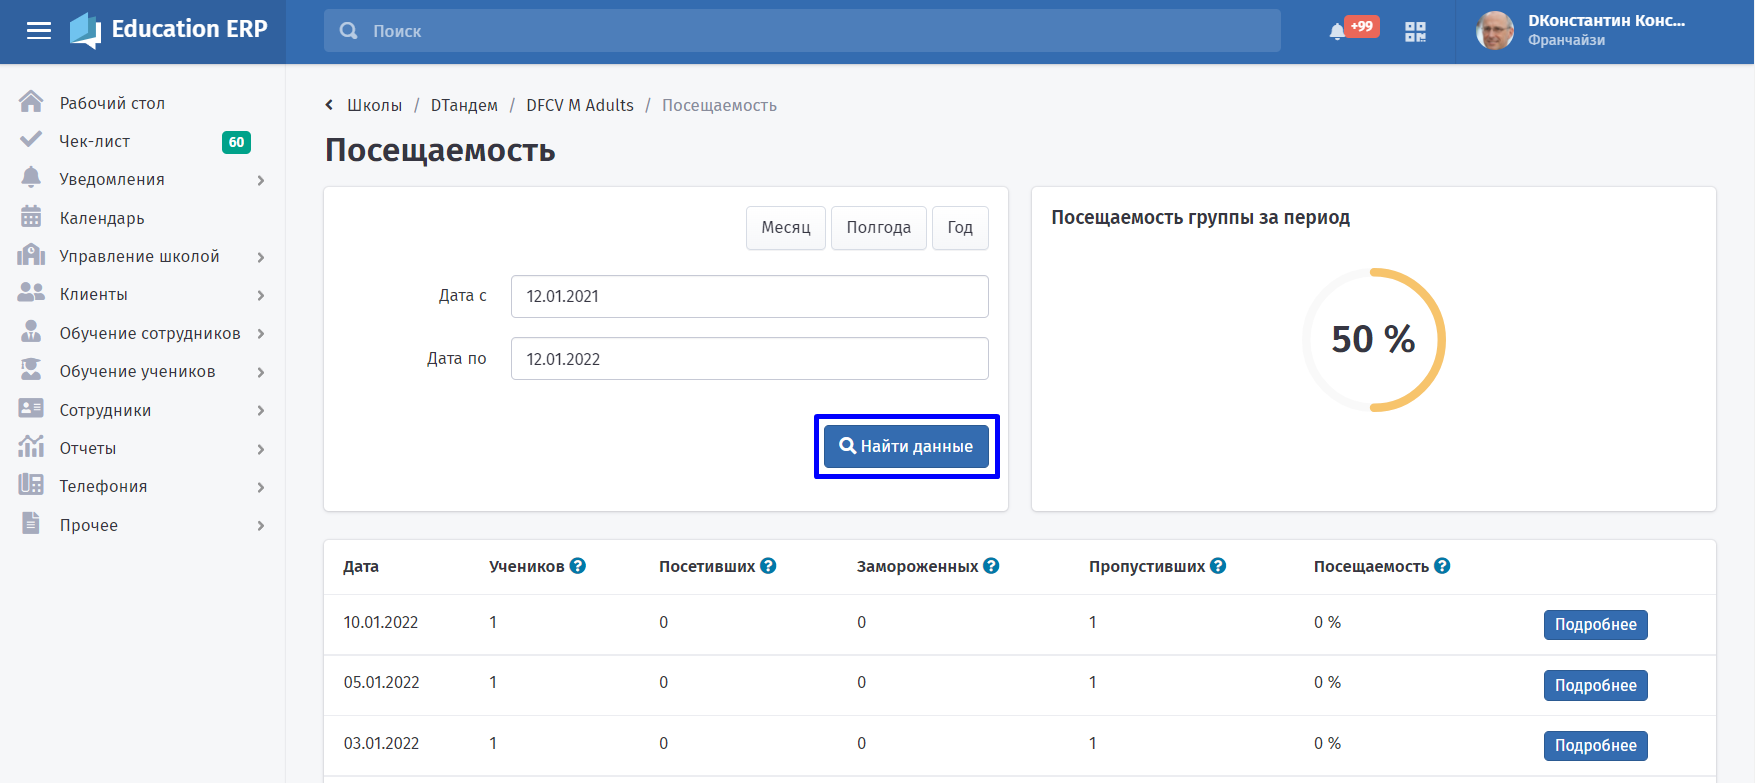 Education ERP
Поиск
+99
DКонстантин Конс...
Франчайзи
Рабочий стол
Чек-лист 60
Уведомления
Календарь
Управление школой
Клиенты
Обучение сотрудников
Обучение учеников
Сотрудники
Отчеты
Телефония
Прочее
Школы / DТандем / DFCV M Adults / Посещаемость
Посещаемость
Месяц Полгода Год
Дата с 12.01.2021
Дата по 12.01.2022
Найти данные
Посещаемость группы за период
50 %
Дата Учеников ? Посетивших ? Замороженных ? Пропустивших ? Посещаемость ?
10.01.2022 1 0 0 1 0 % Подробнее
05.01.2022 1 0 0 1 0 % Подробнее
03.01.2022 1 0 0 1 0 % Подробнее